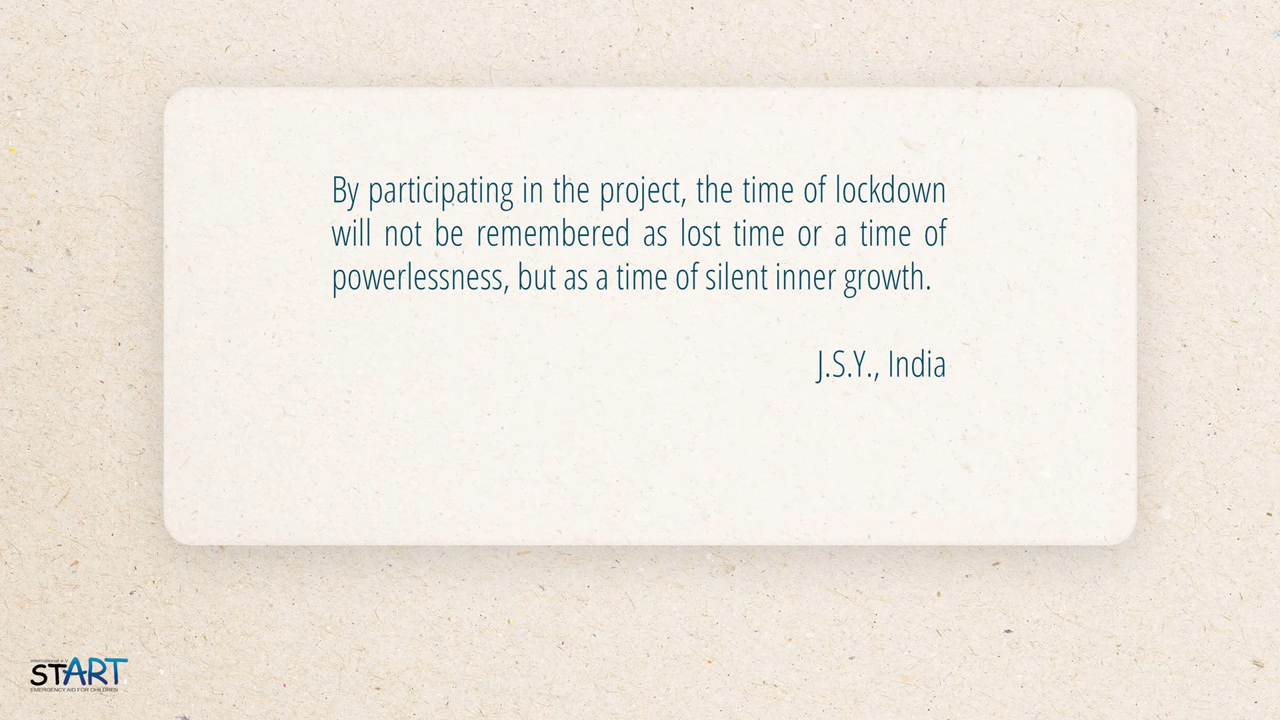 By participating in the project, the time of lockdown
will not be remembered as lost time or a time of
powerlessness, but as a time of silent inner growth.
J.S.Y., India
international e.V.
stART
EMERGENCY AID FOR CHILDREN